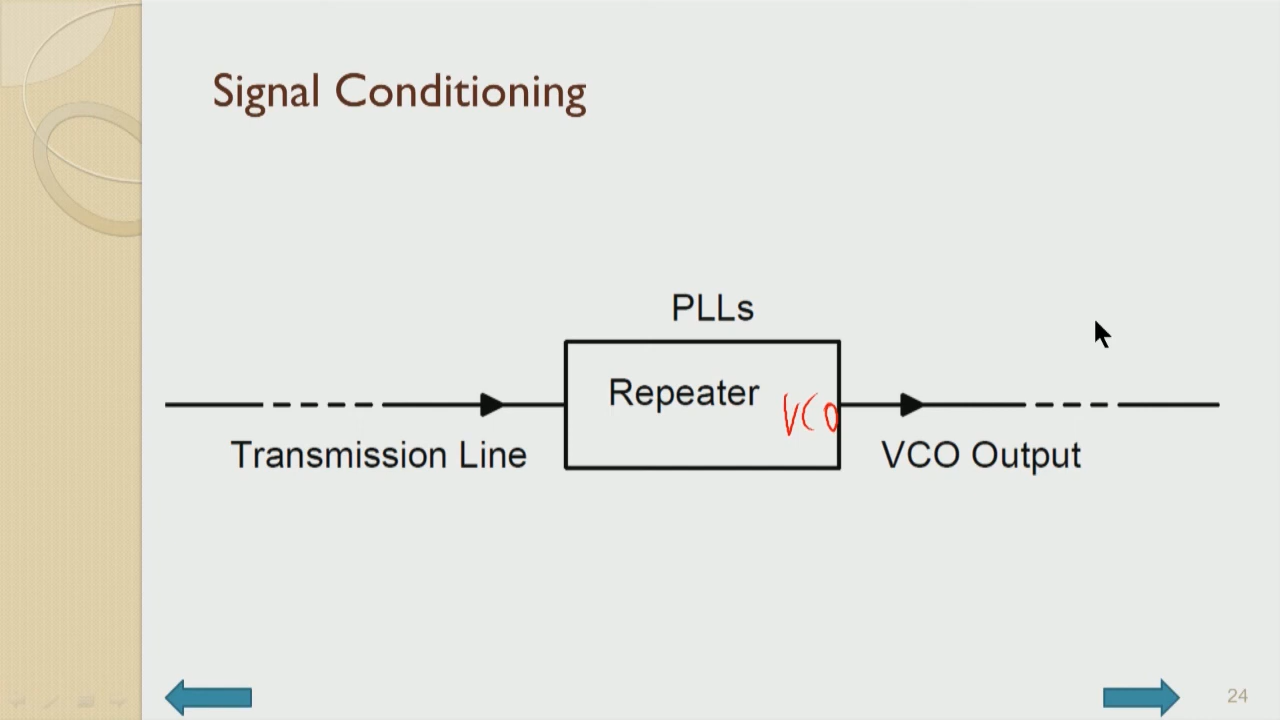 Signal Conditioning
PLLs
Repeater
VCO
Transmission Line
VCO Output
24